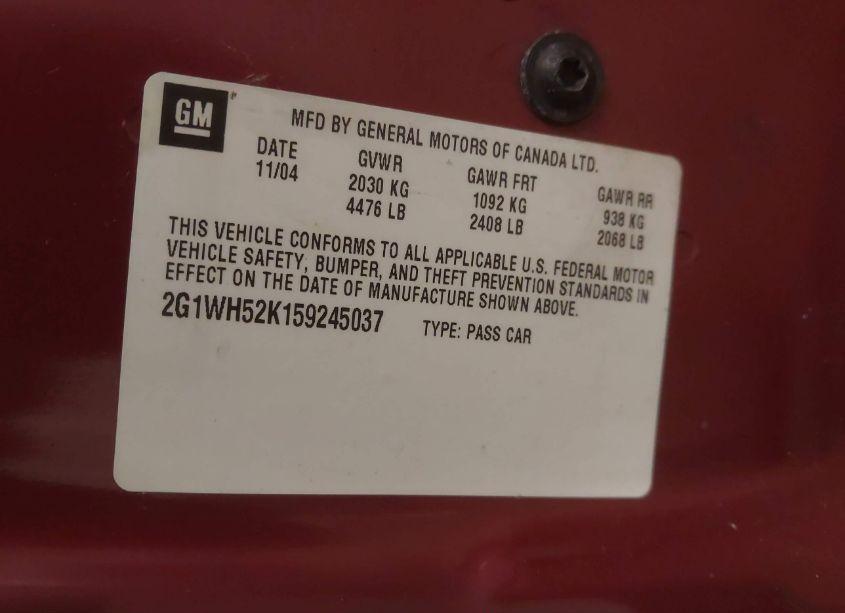 GM
MFD BY GENERAL MOTORS OF CANADA LTD.
DATE GVWR GAWR FRT GAWR RR
11/04 2030 KG 1092 KG 938 KG
4476 LB 2408 LB 2068 LB
THIS VEHICLE CONFORMS TO ALL APPLICABLE U.S. FEDERAL MOTOR
VEHICLE SAFETY, BUMPER, AND THEFT PREVENTION STANDARDS IN
EFFECT ON THE DATE OF MANUFACTURE SHOWN ABOVE.
2G1WH52K159245037 TYPE: PASS CAR